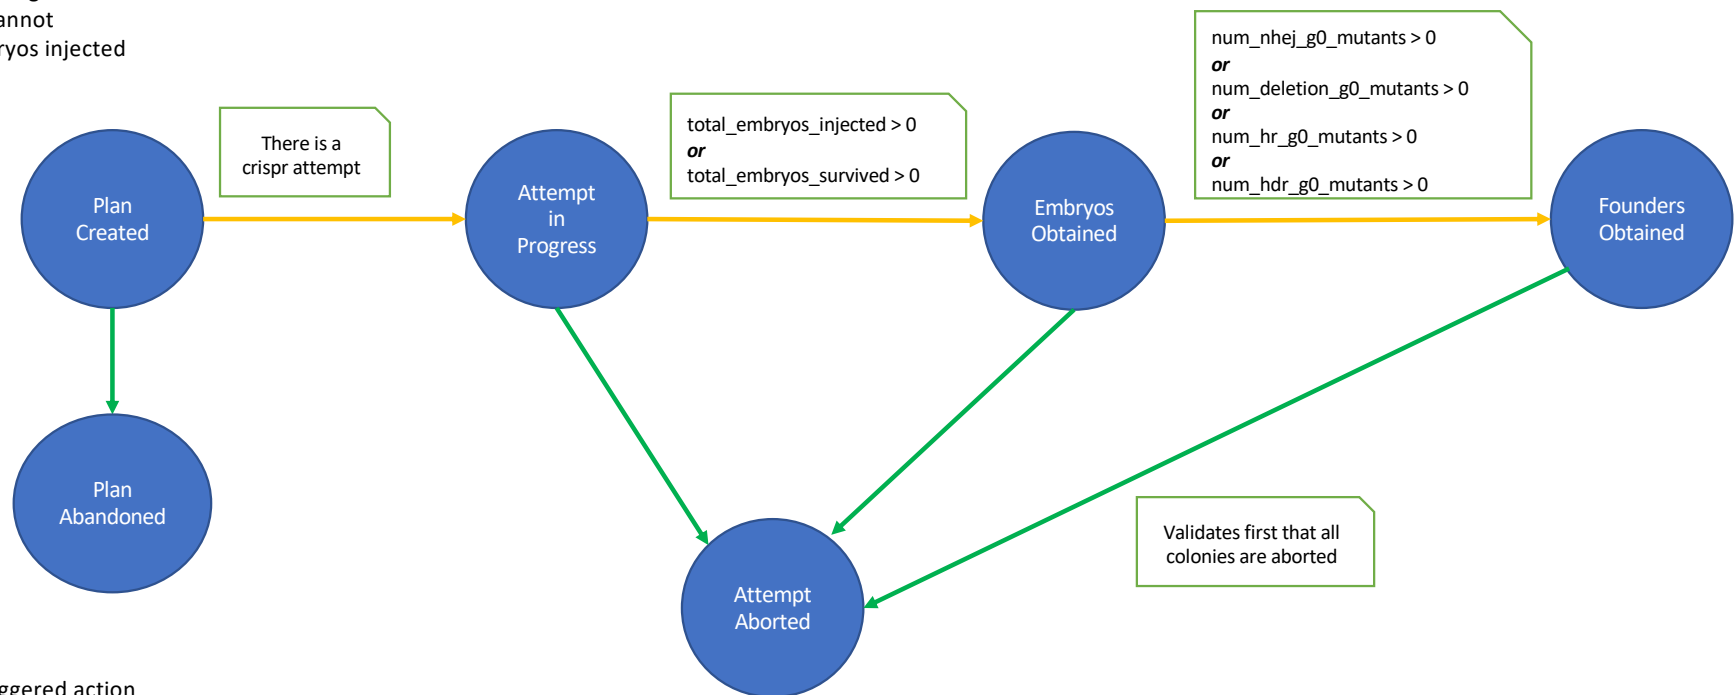 annot
ryos injected
num_nhej_g0_mutants > 0
or
num_deletion_g0_mutants > 0
or
num_hr_g0_mutants > 0
or
num_hdr_g0_mutants > 0
There is a
crispr attempt
total_embryos_injected > 0
or
total_embryos_survived > 0
Plan
Created
Attempt
in
Progress
Embryos
Obtained
Founders
Obtained
Plan
Abandoned
Validates first that all
colonies are aborted
Attempt
Aborted
ggered action